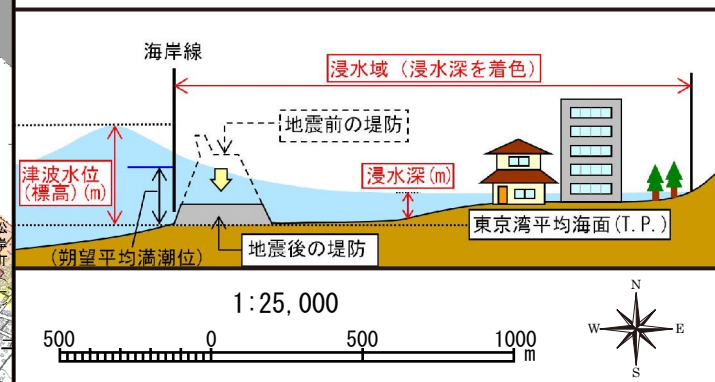 海岸線
浸水域（浸水深を着色）
地震前の堤防
津波水位
(標高)(m)
浸水深(m)
東京湾平均海面(T.P.)
(朔望平均満潮位)
地震後の堤防
1:25,000
500 0 500 1000
m
N
W E
S